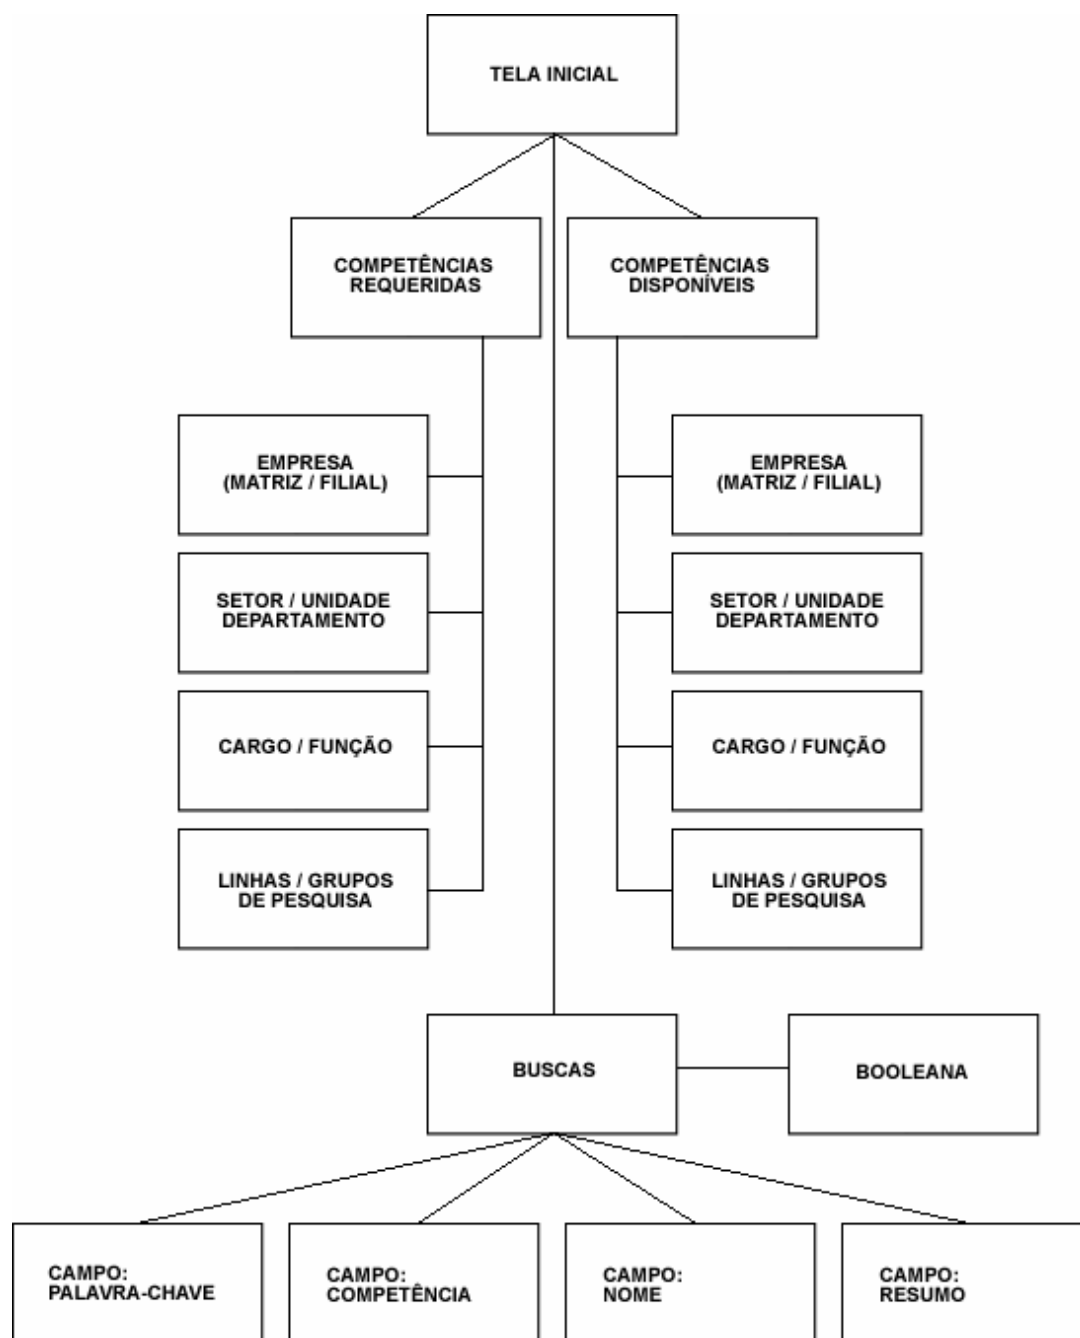 TELA INICIAL
COMPETÊNCIAS
REQUERIDAS
COMPETÊNCIAS
DISPONÍVEIS
EMPRESA
(MATRIZ / FILIAL)
EMPRESA
(MATRIZ / FILIAL)
SETOR / UNIDADE
DEPARTAMENTO
SETOR / UNIDADE
DEPARTAMENTO
CARGO / FUNÇÃO
CARGO / FUNÇÃO
LINHAS / GRUPOS
DE PESQUISA
LINHAS / GRUPOS
DE PESQUISA
BUSCAS
BOOLEANA
CAMPO:
PALAVRA-CHAVE
CAMPO:
COMPETÊNCIA
CAMPO:
NOME
CAMPO:
RESUMO